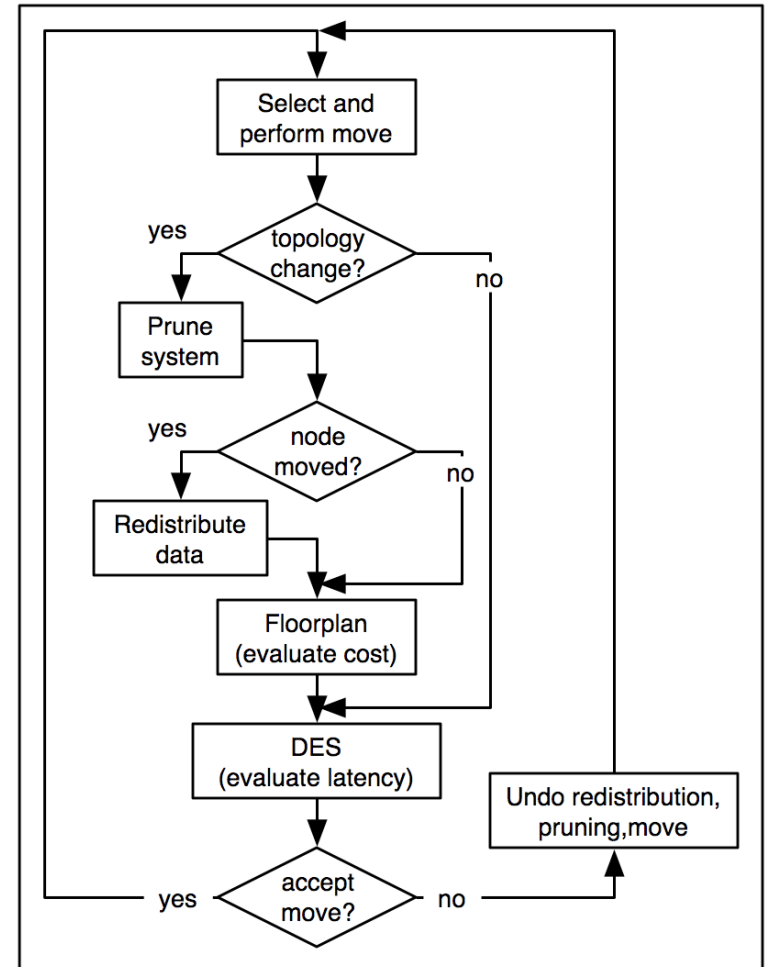 Select and
perform move
yes
topology
change?
no
Prune
system
yes
node
moved?
no
Redistribute
data
Floorplan
(evaluate cost)
DES
(evaluate latency)
Undo redistribution,
pruning,move
yes
accept
move?
no